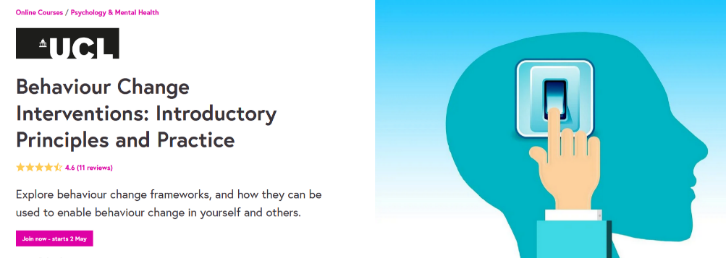 Online Courses / Psychology & Mental Health
UCL
Behaviour Change
Interventions: Introductory
Principles and Practice
4.6 (11 reviews)
Explore behaviour change frameworks, and how they can be
used to enable behaviour change in yourself and others.
Join now - starts 2 May